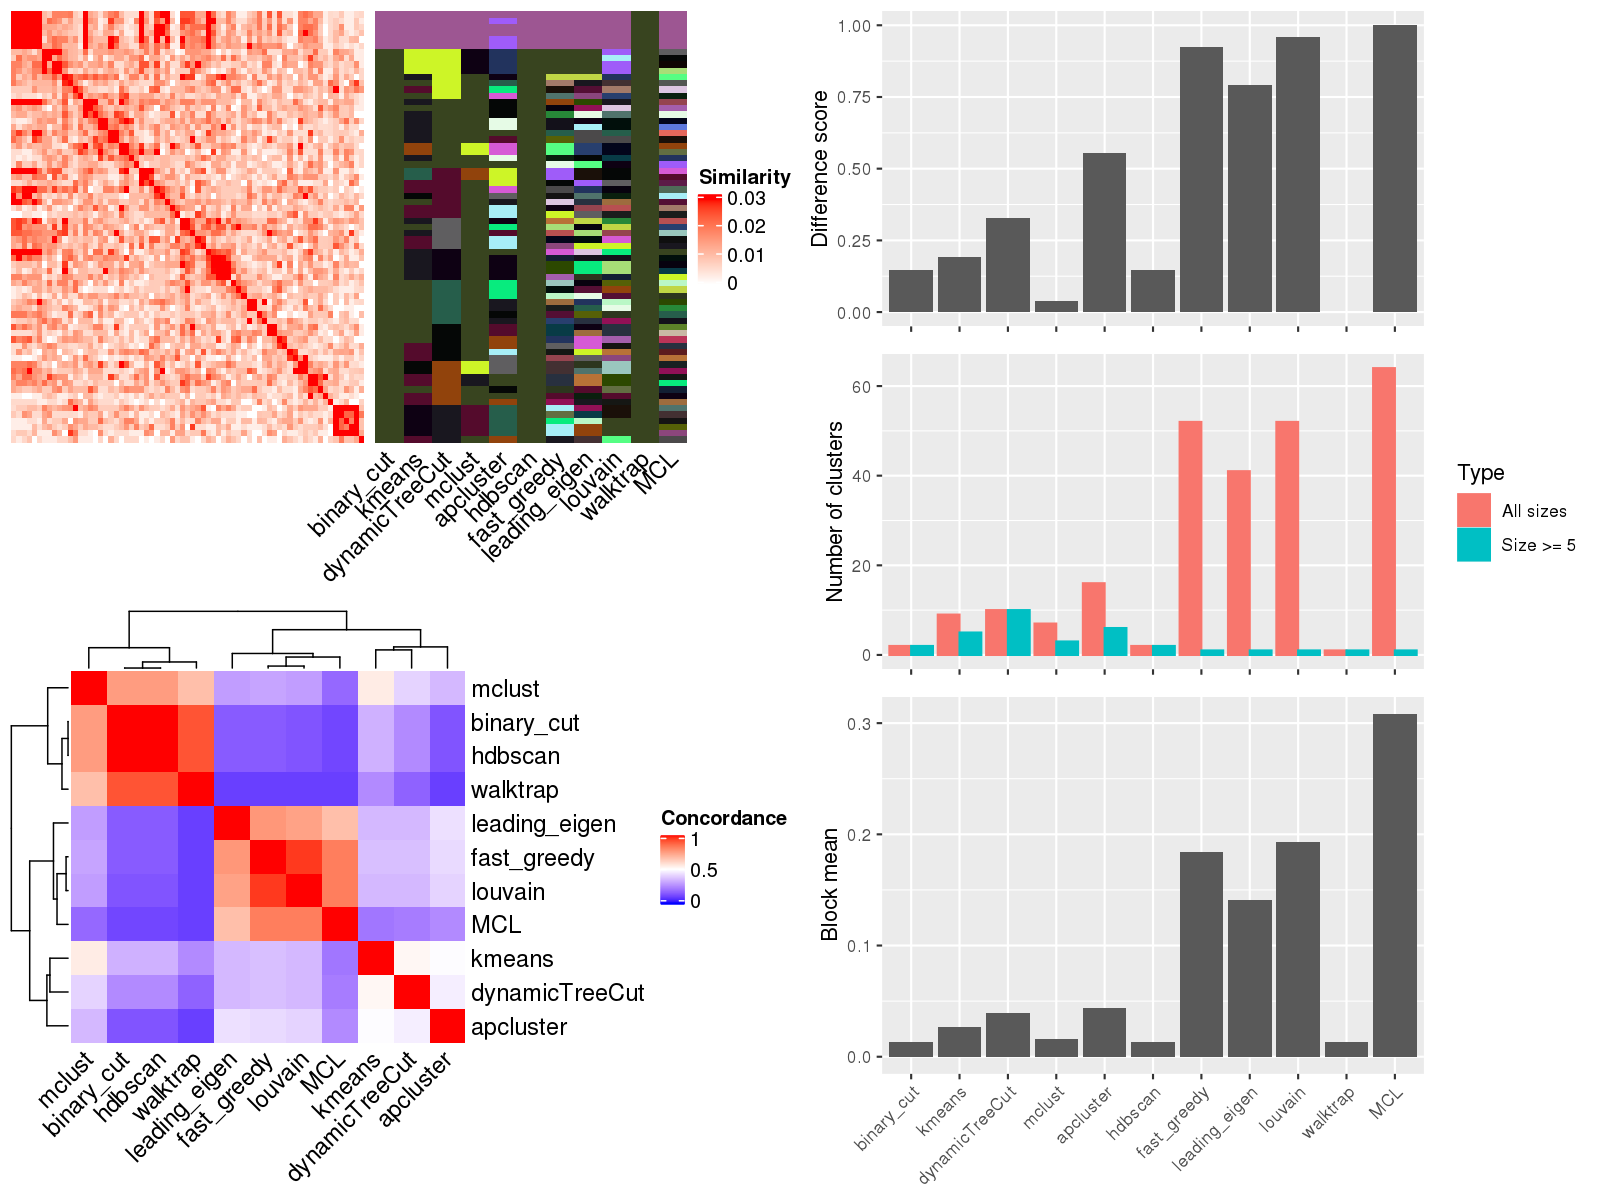 Similarity
0.03
0.02
0.01
0
binary_cut
kmeans
dynamicTreeCut
mclust
apcluster
hdbscan
fast_greedy
leading_eigen
louvain
walktrap
MCL
mclust
binary_cut
hdbscan
walktrap
leading_eigen
fast_greedy
louvain
MCL
kmeans
dynamicTreeCut
apcluster
Concordance
1
0.5
0
mclust
binary_cut
hdbscan
walktrap
leading_eigen
fast_greedy
louvain
MCL
kmeans
dynamicTreeCut
apcluster
Difference score
1.00
0.75
0.50
0.25
0.00
Number of clusters
60
40
20
0
Type
All sizes
Size >= 5
Block mean
0.3
0.2
0.1
0.0
binary_cut
kmeans
dynamicTreeCut
mclust
apcluster
hdbscan
fast_greedy
leading_eigen
louvain
walktrap
MCL